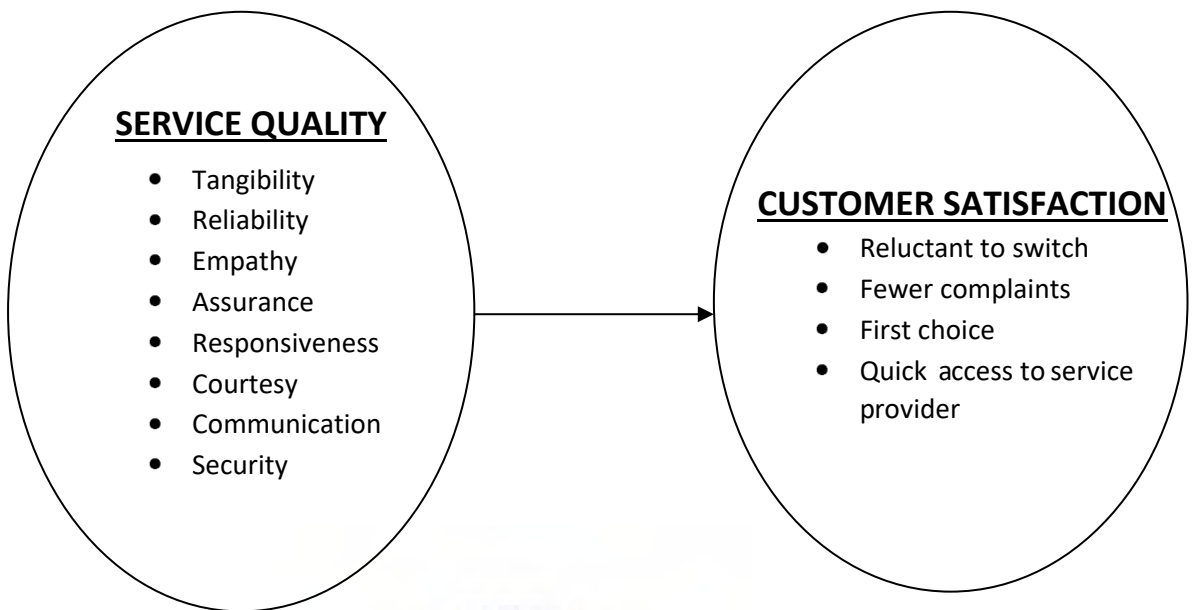 SERVICE QUALITY
• Tangibility
• Reliability
• Empathy
• Assurance
• Responsiveness
• Courtesy
• Communication
• Security
CUSTOMER SATISFACTION
• Reluctant to switch
• Fewer complaints
• First choice
• Quick access to service
provider